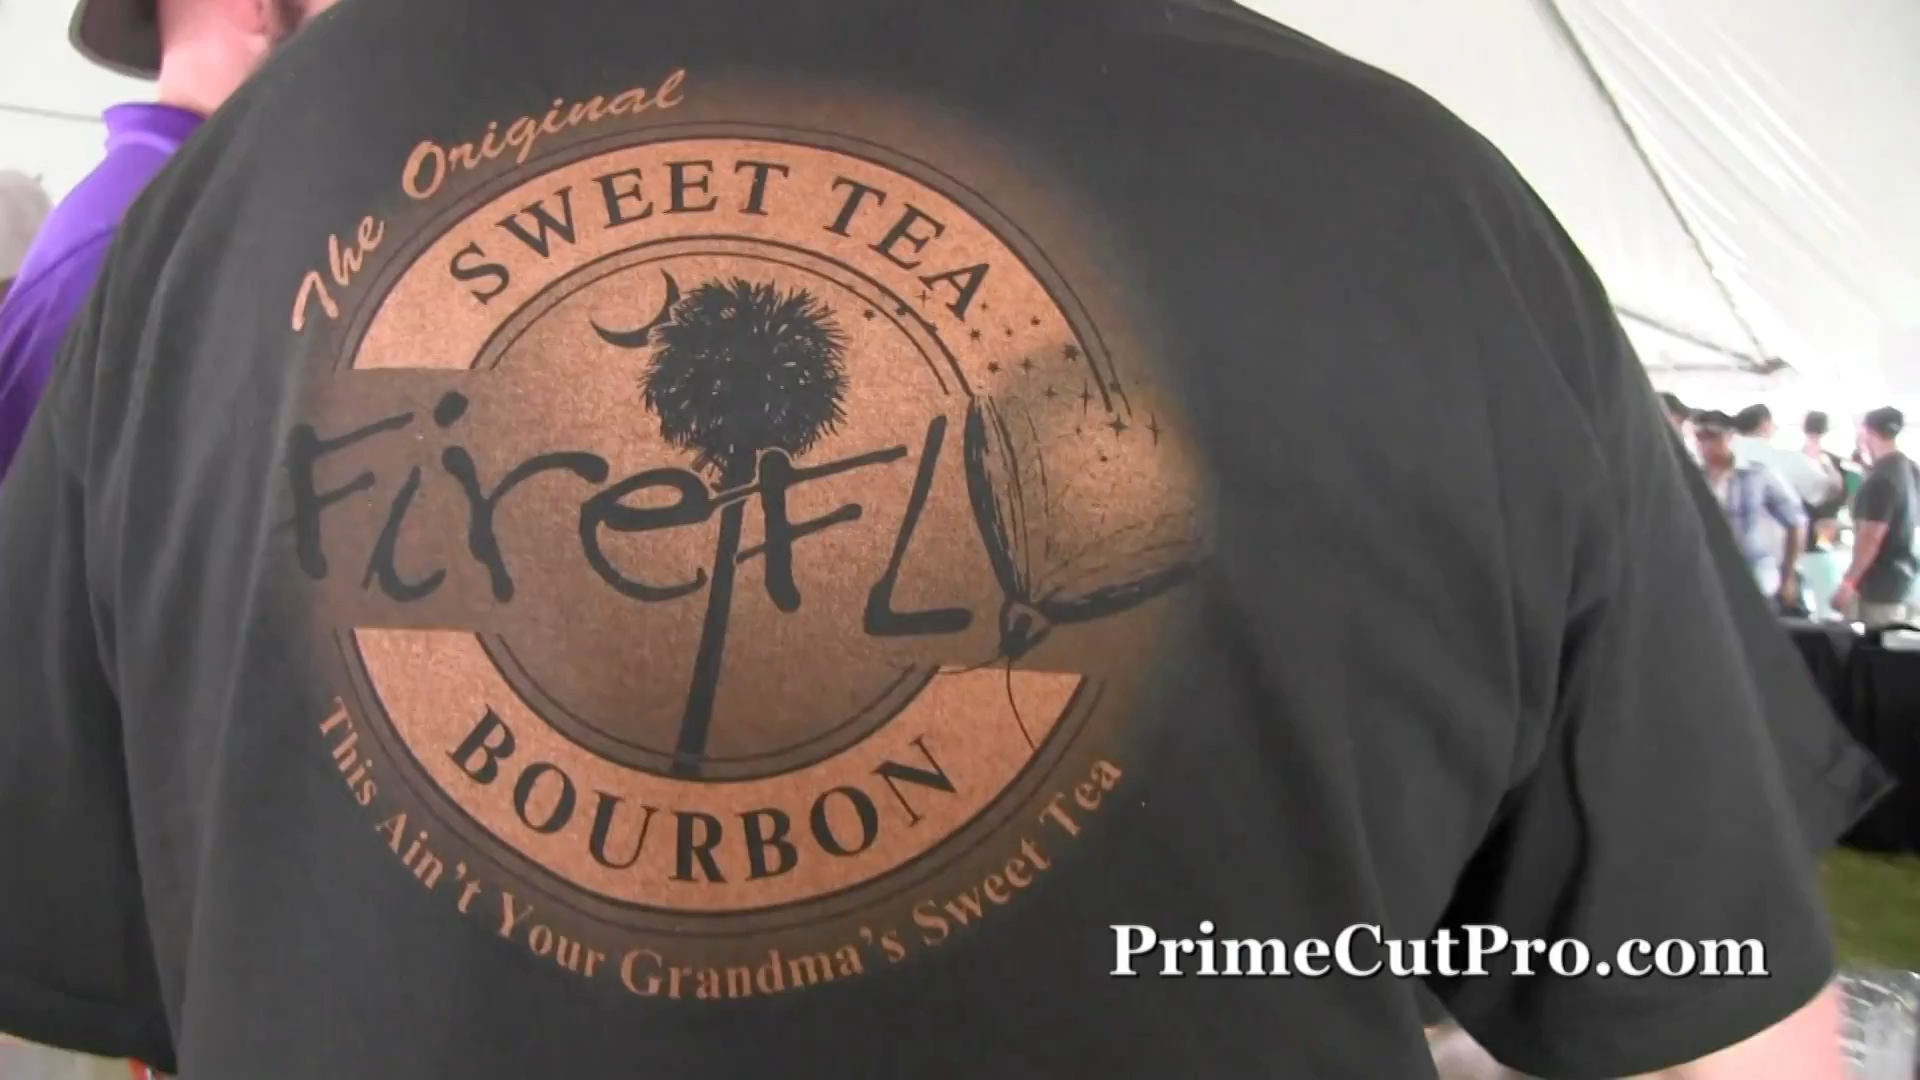 The Original
SWEET TEA
FireFLy
BOURBON
This Ain't Your Grandma's Sweet Tea
PrimeCutPro.com